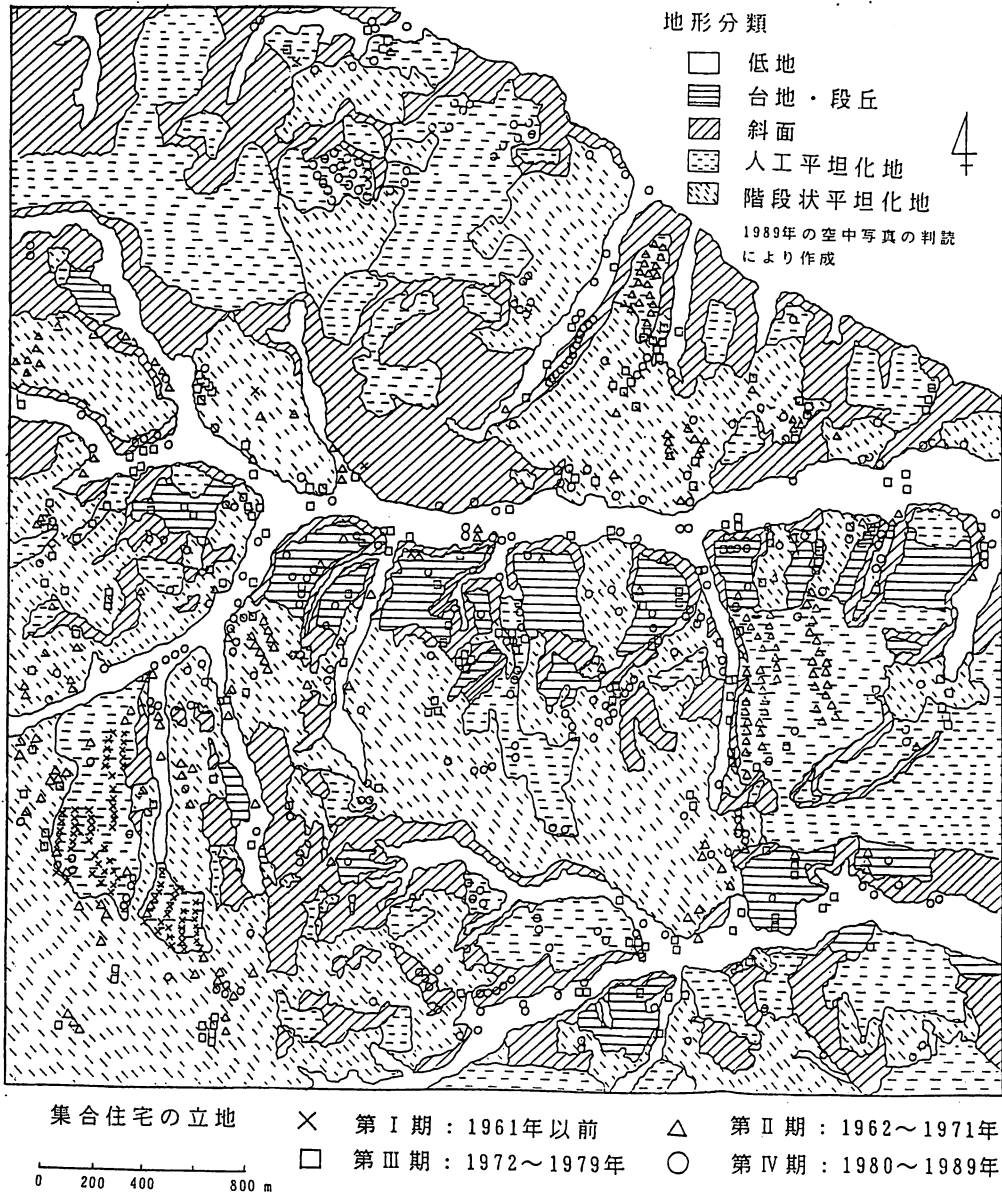 地形分類
低地
台地・段丘
斜面
人工平坦化地
階段状平坦化地
1989年の空中写真の判読
により作成
集合住宅の立地
× 第Ⅰ期：1961年以前
△ 第Ⅱ期：1962～1971年
□ 第Ⅲ期：1972～1979年
○ 第Ⅳ期：1980～1989年
0 200 400 800 m